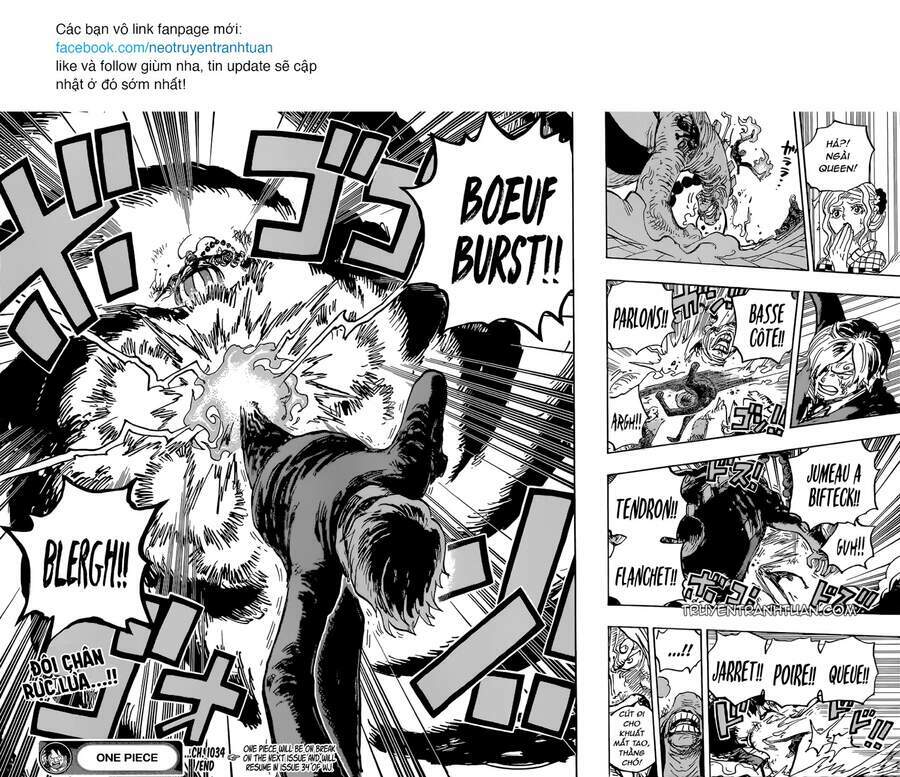 Các bạn vô link fanpage mới:
facebook.com/neotruyentranhtuan
like và follow giùm nha, tin update sẽ cập
nhật ở đó sớm nhất!
HẢ?!
NGÀI
QUEEN!
BASSE
CÔTE!!
PARLONS!!
ARGH!!
JUMEAU A
BIFTECK!!
TENDRON!!
GUH!!
FLANCHET!!
TRUYENTRANHTUAN.COM
...!!
CÚT ĐI
CHO
KHUẤT
MẮT TAO,
THẰNG
CHÓ!
QUEUE!!
POIRE!!
JARRET!!
BOEUF
BURST!!
BLERGH!!
ĐÔI CHÂN
RỰC LỬA...!!
ONE PIECE
...CH. 1034
/END
ONE PIECE WILL BE ON BREAK
ON THE NEXT ISSUE AND WILL
RESUME IN ISSUE 34 OF WJ.